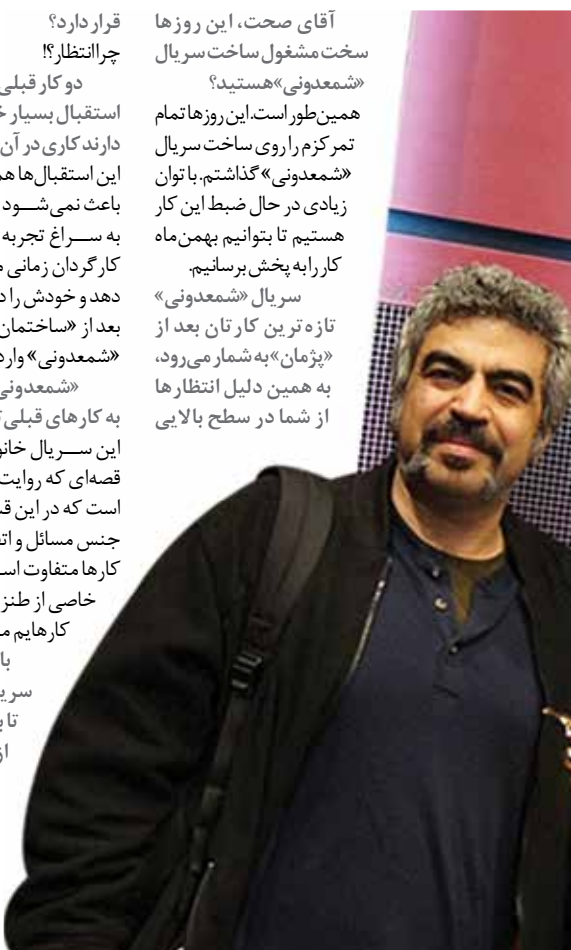 آقای صحت، این روزها
سخت مشغول ساخت سریال
«شمعدونی» هستید؟
همین‌طور است. این روزها تمام
تمرکزم را روی ساخت سریال
«شمعدونی» گذاشتم. با توان
زیادی در حال ضبط این کار
هستیم تا بتوانیم بهمن‌ماه
کار را به پخش برسانیم.
سریال «شمعدونی»
تازه ترین کارتان بعد از
«پژمان» به شمار می‌رود،
به همین دلیل انتظارها
از شما در سطح بالایی
قرار دارد؟
چرا انتظار؟!
دو کار قبلی
استقبال بسیار
دارند کاری در آن
این استقبال‌ها
باعث نمی‌شود
به سراغ تجربه
کارگردان زمانی
دهد و خودش را
بعد از «ساختمان
«شمعدونی» وارد
«شمعدونی
به کارهای قبلی
این سریال
قصه‌ای که روایت
است که در این
جنس مسائل و
کارها متفاوت
خاصی از طنز
کارهایم
با
تا